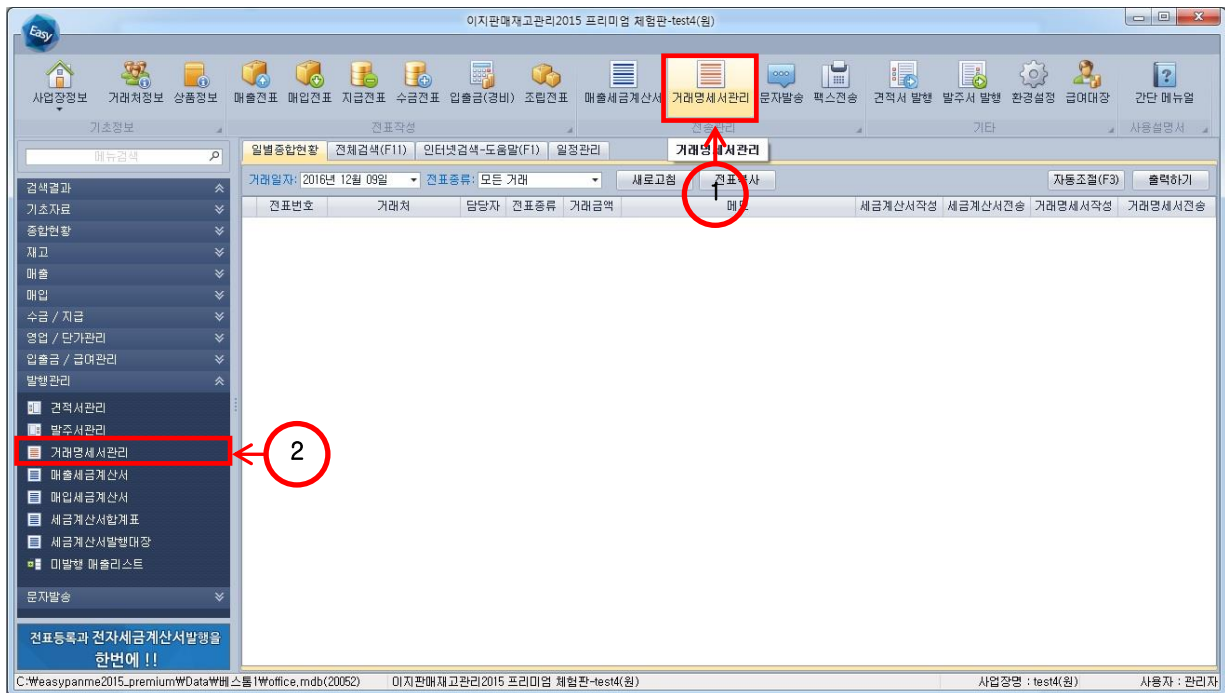 이지판매재고관리2015 프리미엄 체험판-test4(원)
Easy
사업장정보 거래처정보 상품정보 매출전표 매입전표 지급전표 수금전표 입출금(경비) 조립전표 매출세금계산서 거래명세서관리 문자발송 팩스전송 견적서 발행 발주서 발행 환경설정 급여대장 간단 메뉴얼
기초정보 전표작성 전송관리 기타 사용설명서
메뉴검색 일별종합현황 전체검색(F11) 인터넷검색-도움말(F1) 일정관리 거래명세서관리
거래일자: 2016년 12월 09일 전표종류: 모든 거래 새로고침 전표복사 자동조절(F3) 출력하기
1
전표번호 거래처 담당자 전표종류 거래금액 메모 세금계산서작성 세금계산서전송 거래명세서작성 거래명세서전송
검색결과
기초자료
종합현황
재고
매출
매입
수금 / 지급
영업 / 단가관리
입출금 / 급여관리
발행관리
견적서관리
발주서관리
거래명세서관리
2
매출세금계산서
매입세금계산서
세금계산서합계표
세금계산서발행대장
미발행 매출리스트
문자발송
전표등록과 전자세금계산서발행을
한번에 !!
C:₩easypanme2015_premium₩Data₩베스툴1₩office.mdb(20052) 이지판매재고관리2015 프리미엄 체험판-test4(원) 사업장명 : test4(원) 사용자 : 관리자